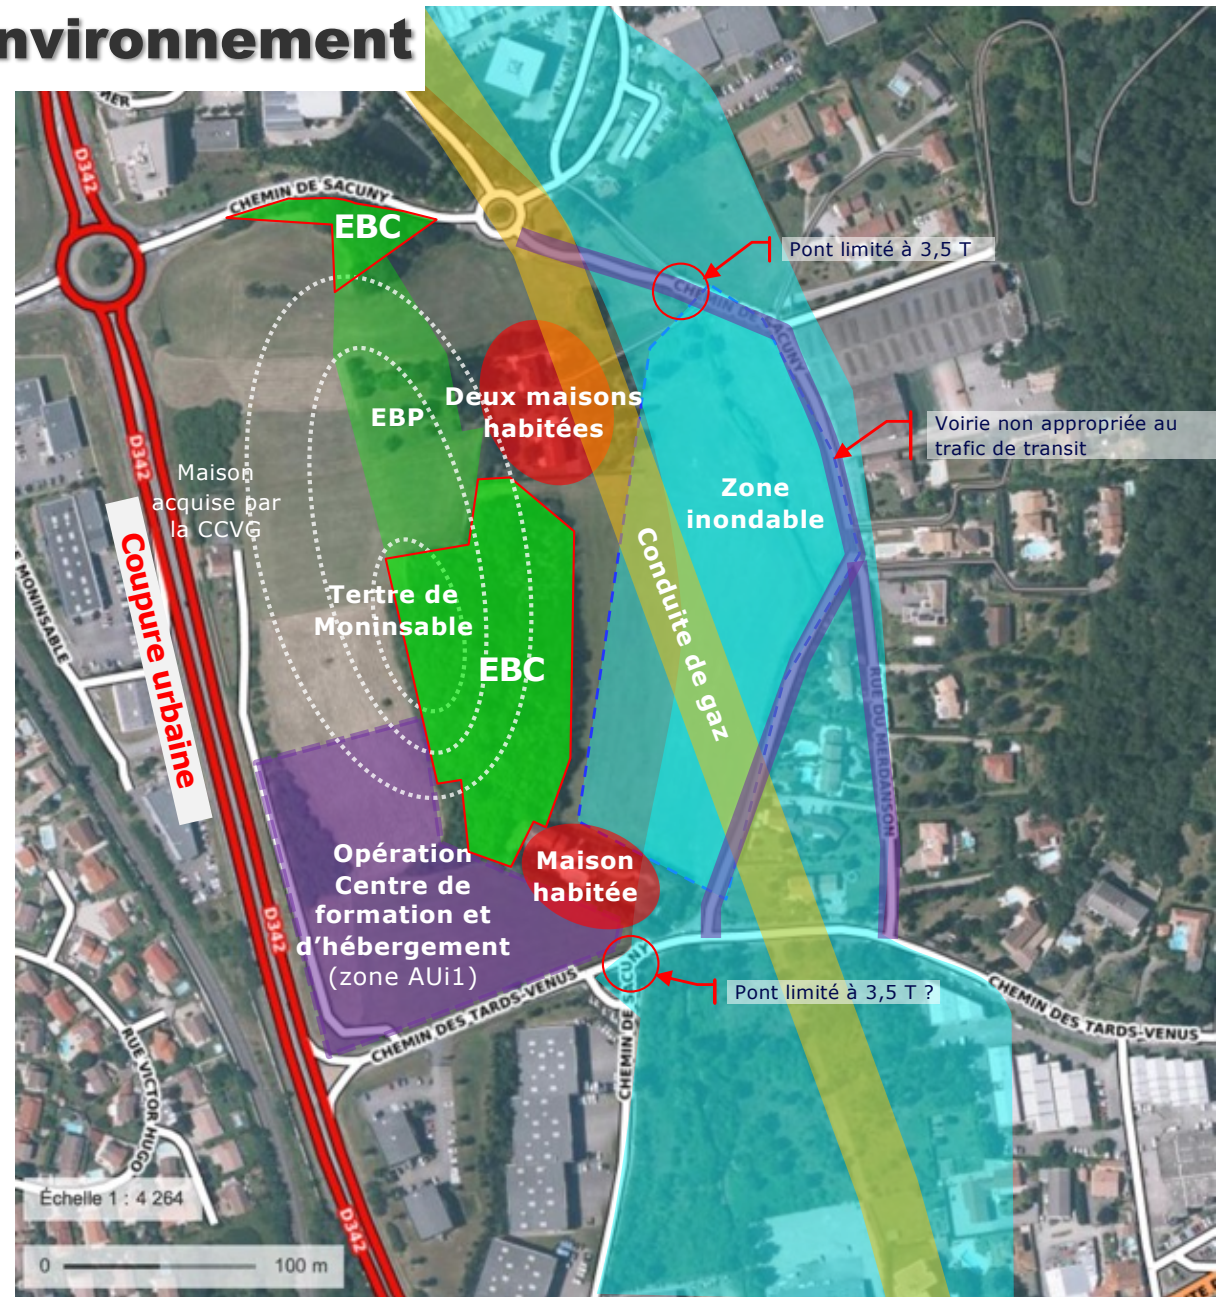 nvironnement
MER
D342
CHEMIN DE SACUNY
EBC
Pont limité à 3,5 T
CHEMIN DE SACUNY
Deux maisons
habitées
EBP
D342
Voirie non appropriée au
trafic de transit
Maison
acquise par
la CCVG
Zone
inondable
Coupure urbaine
MONINSABLE
Conduite de gaz
Tertre de
Moninsable
EBC
RUE DU MERDANSON
Opération
Centre de
formation et
d'hébergement
(zone AUi1)
Maison
habitée
D342
CHEMIN DES TARDS-VENUS
CHEMIN DE SACUNY
Pont limité à 3,5 T ?
CHEMIN DES TARDS-VENUS
RUE VICTOR HUGO
Échelle 1 : 4 264
D342
0 100 m